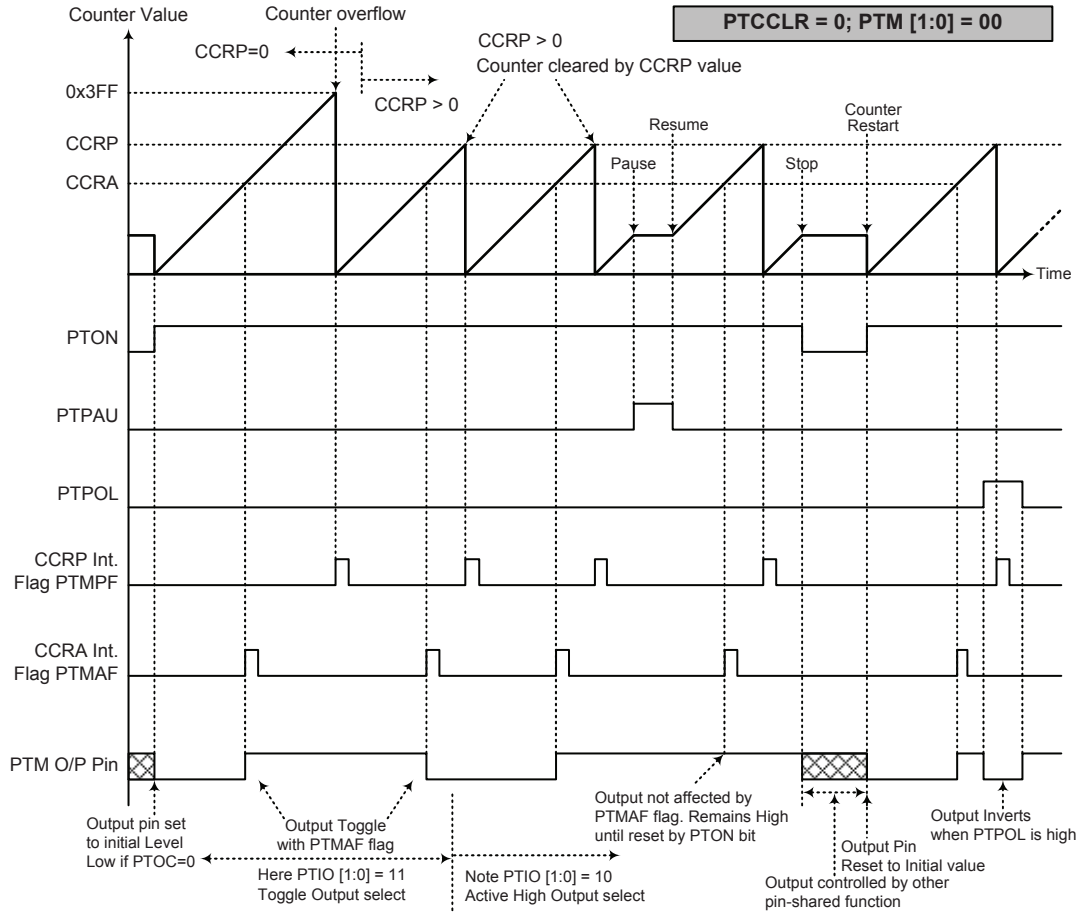 Counter Value
Counter overflow
PTCCLR = 0; PTM [1:0] = 00
CCRP=0
CCRP > 0
CCRP > 0
Counter cleared by CCRP value
0x3FF
CCRP
CCRA
Pause
Resume
Stop
Counter
Restart
Time
PTON
PTPAU
PTPOL
CCRP Int.
Flag PTMPF
CCRA Int.
Flag PTMAF
PTM O/P Pin
Output pin set
to initial Level
Low if PTOC=0
Output Toggle
with PTMAF flag
Here PTIO [1:0] = 11
Toggle Output select
Note PTIO [1:0] = 10
Active High Output select
Output not affected by
PTMAF flag. Remains High
until reset by PTON bit
Output Pin
Reset to Initial value
Output controlled by other
pin-shared function
Output Inverts
when PTPOL is high